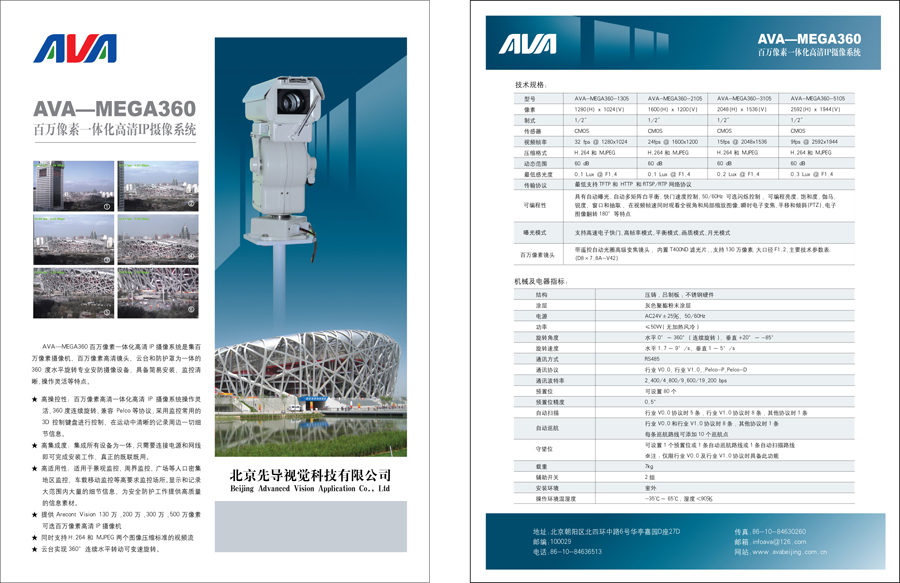 AVA
AVA—MEGA360
百万像素一体化高清IP摄像系统
①
②
③
④
⑤
⑥
AVA—MEGA360 百万像素一体化高清 IP 摄像系统是集百
万像素摄像机、百万像素高清镜头、云台和防护罩为一体的
360 度水平旋转专业安防摄像设备, 具备简易安装、监控清
晰,操作灵活等特点。
★ 高操控性: 百万像素高清一体化高清 IP 摄像系统操作灵
活, 360 度连续旋转、兼容 Pelco 等协议, 采用监控常用的
3D 控制键盘进行控制、在运动中清晰的记录周边一切细
节信息。
★ 高集成度: 集成所有设备为一体, 只需要连接电源和网线
即可完成安装工作, 真正的既联既用。
★ 高适用性: 适用于景观监控, 周界监控, 广场等人口密集
地区监控, 车载移动监控等高要求监控场所, 显示和记录
大范围内大量的细节信息, 为安全防护工作提供高质量
的信息素材。
★ 提供 Arecont Vision 130 万 ,200 万 ,300 万 ,500 万像素
可选百万像素高清 IP 摄像机
★ 同时支持 H.264 和 MJPEG 两个图像压缩标准的视频流
★ 云台实现 360° 连续水平转动可变速旋转。
北京先导视觉科技有限公司
Beijing Advanced Vision Application Co., Ltd
AVA
AVA—MEGA360
百万像素一体化高清IP摄像系统
技术规格:
型号 AVA-MEGA360-1305 AVA-MEGA360-2105 AVA-MEGA360-3105 AVA-MEGA360-5105
像素 1280(H) x 1024(V) 1600(H) x 1200(V) 2048(H) x 1536(V) 2592(H) x 1944(V)
制式 1/2" 1/2" 1/2" 1/2"
传感器 CMOS CMOS CMOS CMOS
视频帧率 32 fps @ 1280x1024 24fps @ 1600x1200 15fps @ 2048x1536 9fps @ 2592x1944
压缩格式 H.264 和 MJPEG H.264 和 MJPEG H.264 和 MJPEG H.264 和 MJPEG
动态范围 60 dB 60 dB 60 dB 60 dB
最低感光度 0.1 Lux @ F1.4 0.1 Lux @ F1.4 0.2 Lux @ F1.4 0.3 Lux @ F1.4
传输协议 最低支持 TFTP 和 HTTP 和 RTSP/RTP 网络协议
可编程性 具有自动曝光, 自动多矩阵白平衡, 快门速度控制, 50/60Hz 可选闪烁控制 , 可编程亮度, 饱和度, 伽马,
锐度, 窗口和抽取 , 在视频帧速同时观看全视角和局部缩放图像, 瞬时电子变焦, 平移和倾斜(PTZ), 电子
图像翻转 180° 等特点
曝光模式 支持高速电子快门, 高帧率模式, 平衡模式, 画质模式, 月光模式
百万像素镜头 带遥控自动光圈高级变焦镜头 , 内置 T400ND 滤光片, ,支持 130 万像素, 大口径 F1.2, 主要技术参数表:
(D8×7.8A-V42)
机械及电器指标:
结构 压铸 , 吕制板 , 不锈钢硬件
涂层 灰色聚酯粉末涂层
电源 AC24V±25%, 50/60Hz
功率 ≤50W( 无加热风冷 )
旋转角度 水平 0° ~ 360°( 连续旋转 ), 垂直 +20° ~ -85°
旋转速度 水平 1.7 ~ 9° /s, 垂直 1 ~ 5° /s
通讯方式 RS485
通讯协议 行业 V0.0, 行业 V1.0,,Pelco-P,Pelco-D
通讯波特率 2,400/4,800/9,600/19,200 bps
预置位 可设置 80 个
预置位精度 0.5°
自动扫描 行业 V0.0 协议时 5 条 , 行业 V1.0 协议时 6 条 , 其他协议时 1 条
自动巡航 行业 V0.0 和行业 V1.0 协议时 8 条 , 其他协议时 1 条
每条巡航路线可添加 10 个巡航点
守望位 可设置 1 个预置位或 1 条自动巡航路线或 1 条自动扫描路线
※注 : 仅限行业 V0.0 及行业 V1.0 协议时具备此功能
载重 7kg
辅助开关 2 组
安装环境 室外
操作环境温湿度 -35℃~ 65℃ , 湿度≤90%
地址:北京朝阳区北四环中路6号华亭嘉园D座27D
邮编:100029
电话:86-10-84636513
传真:86-10-84630260
邮箱:infoava@126.com
网站:www.avabeijing.com.cn